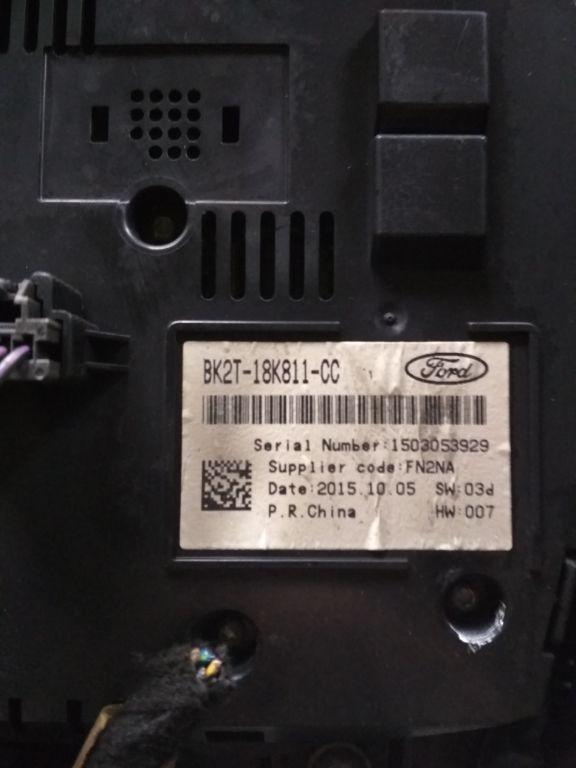 BK2T-18K811-CC
Ford
Serial Number:1503053929
Supplier code:FN2NA
Date:2015.10.05 SW:03d
P.R.China HW:007